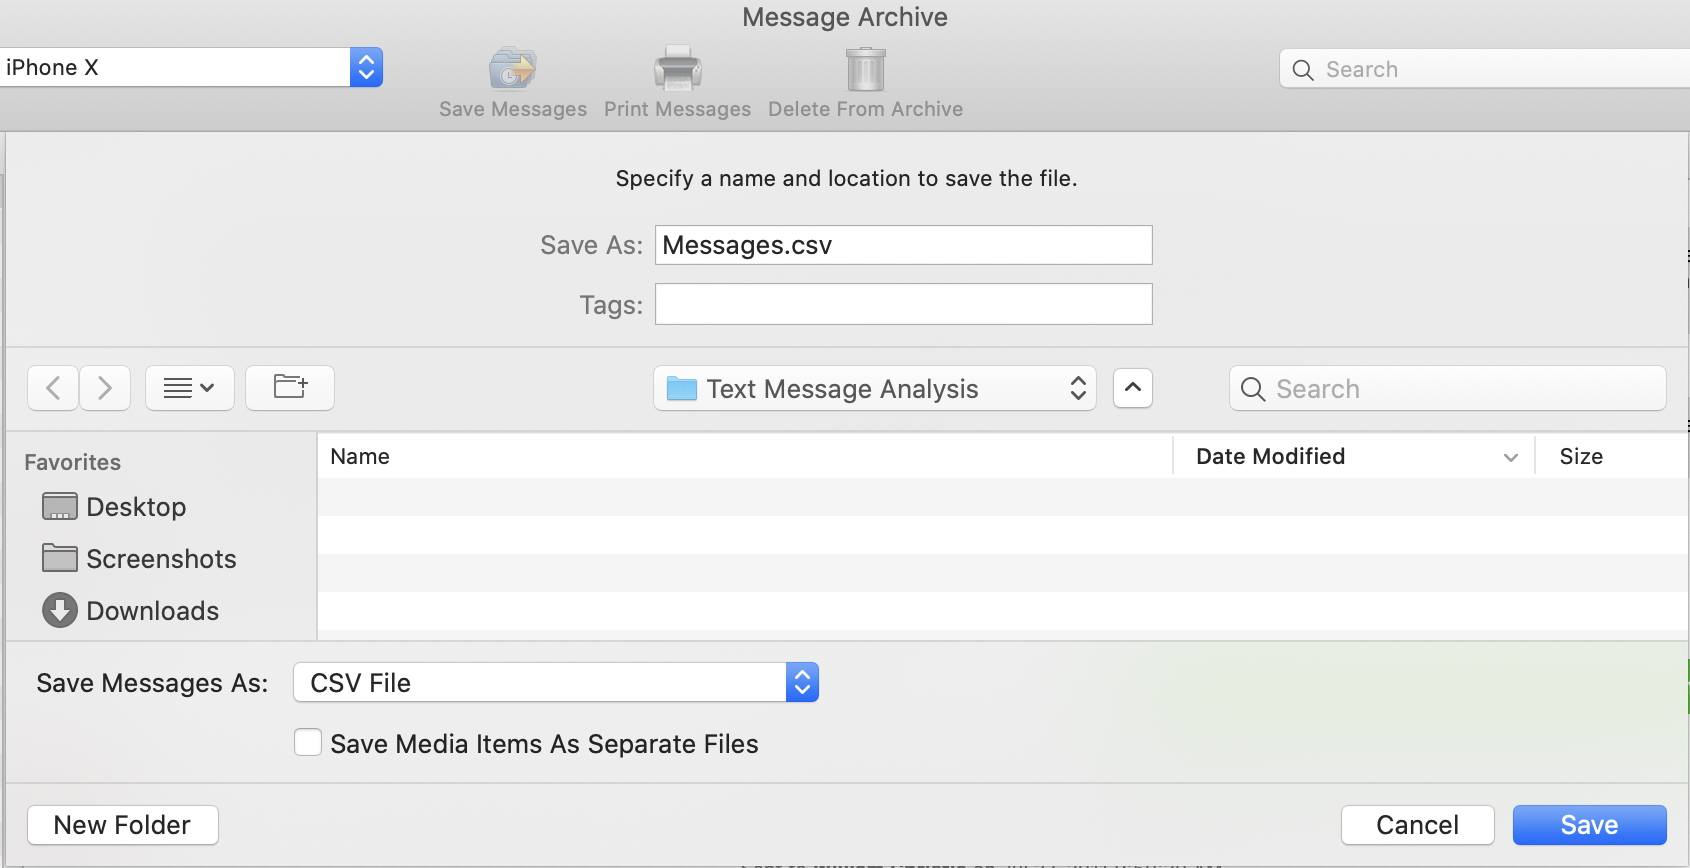 Message Archive
iPhone X
Save Messages
Print Messages
Delete From Archive
Search
Specify a name and location to save the file.
Save As: Messages.csv
Tags:
Text Message Analysis
Search
Favorites
Name
Date Modified
Size
Desktop
Screenshots
Downloads
Save Messages As: CSV File
Save Media Items As Separate Files
New Folder
Cancel
Save